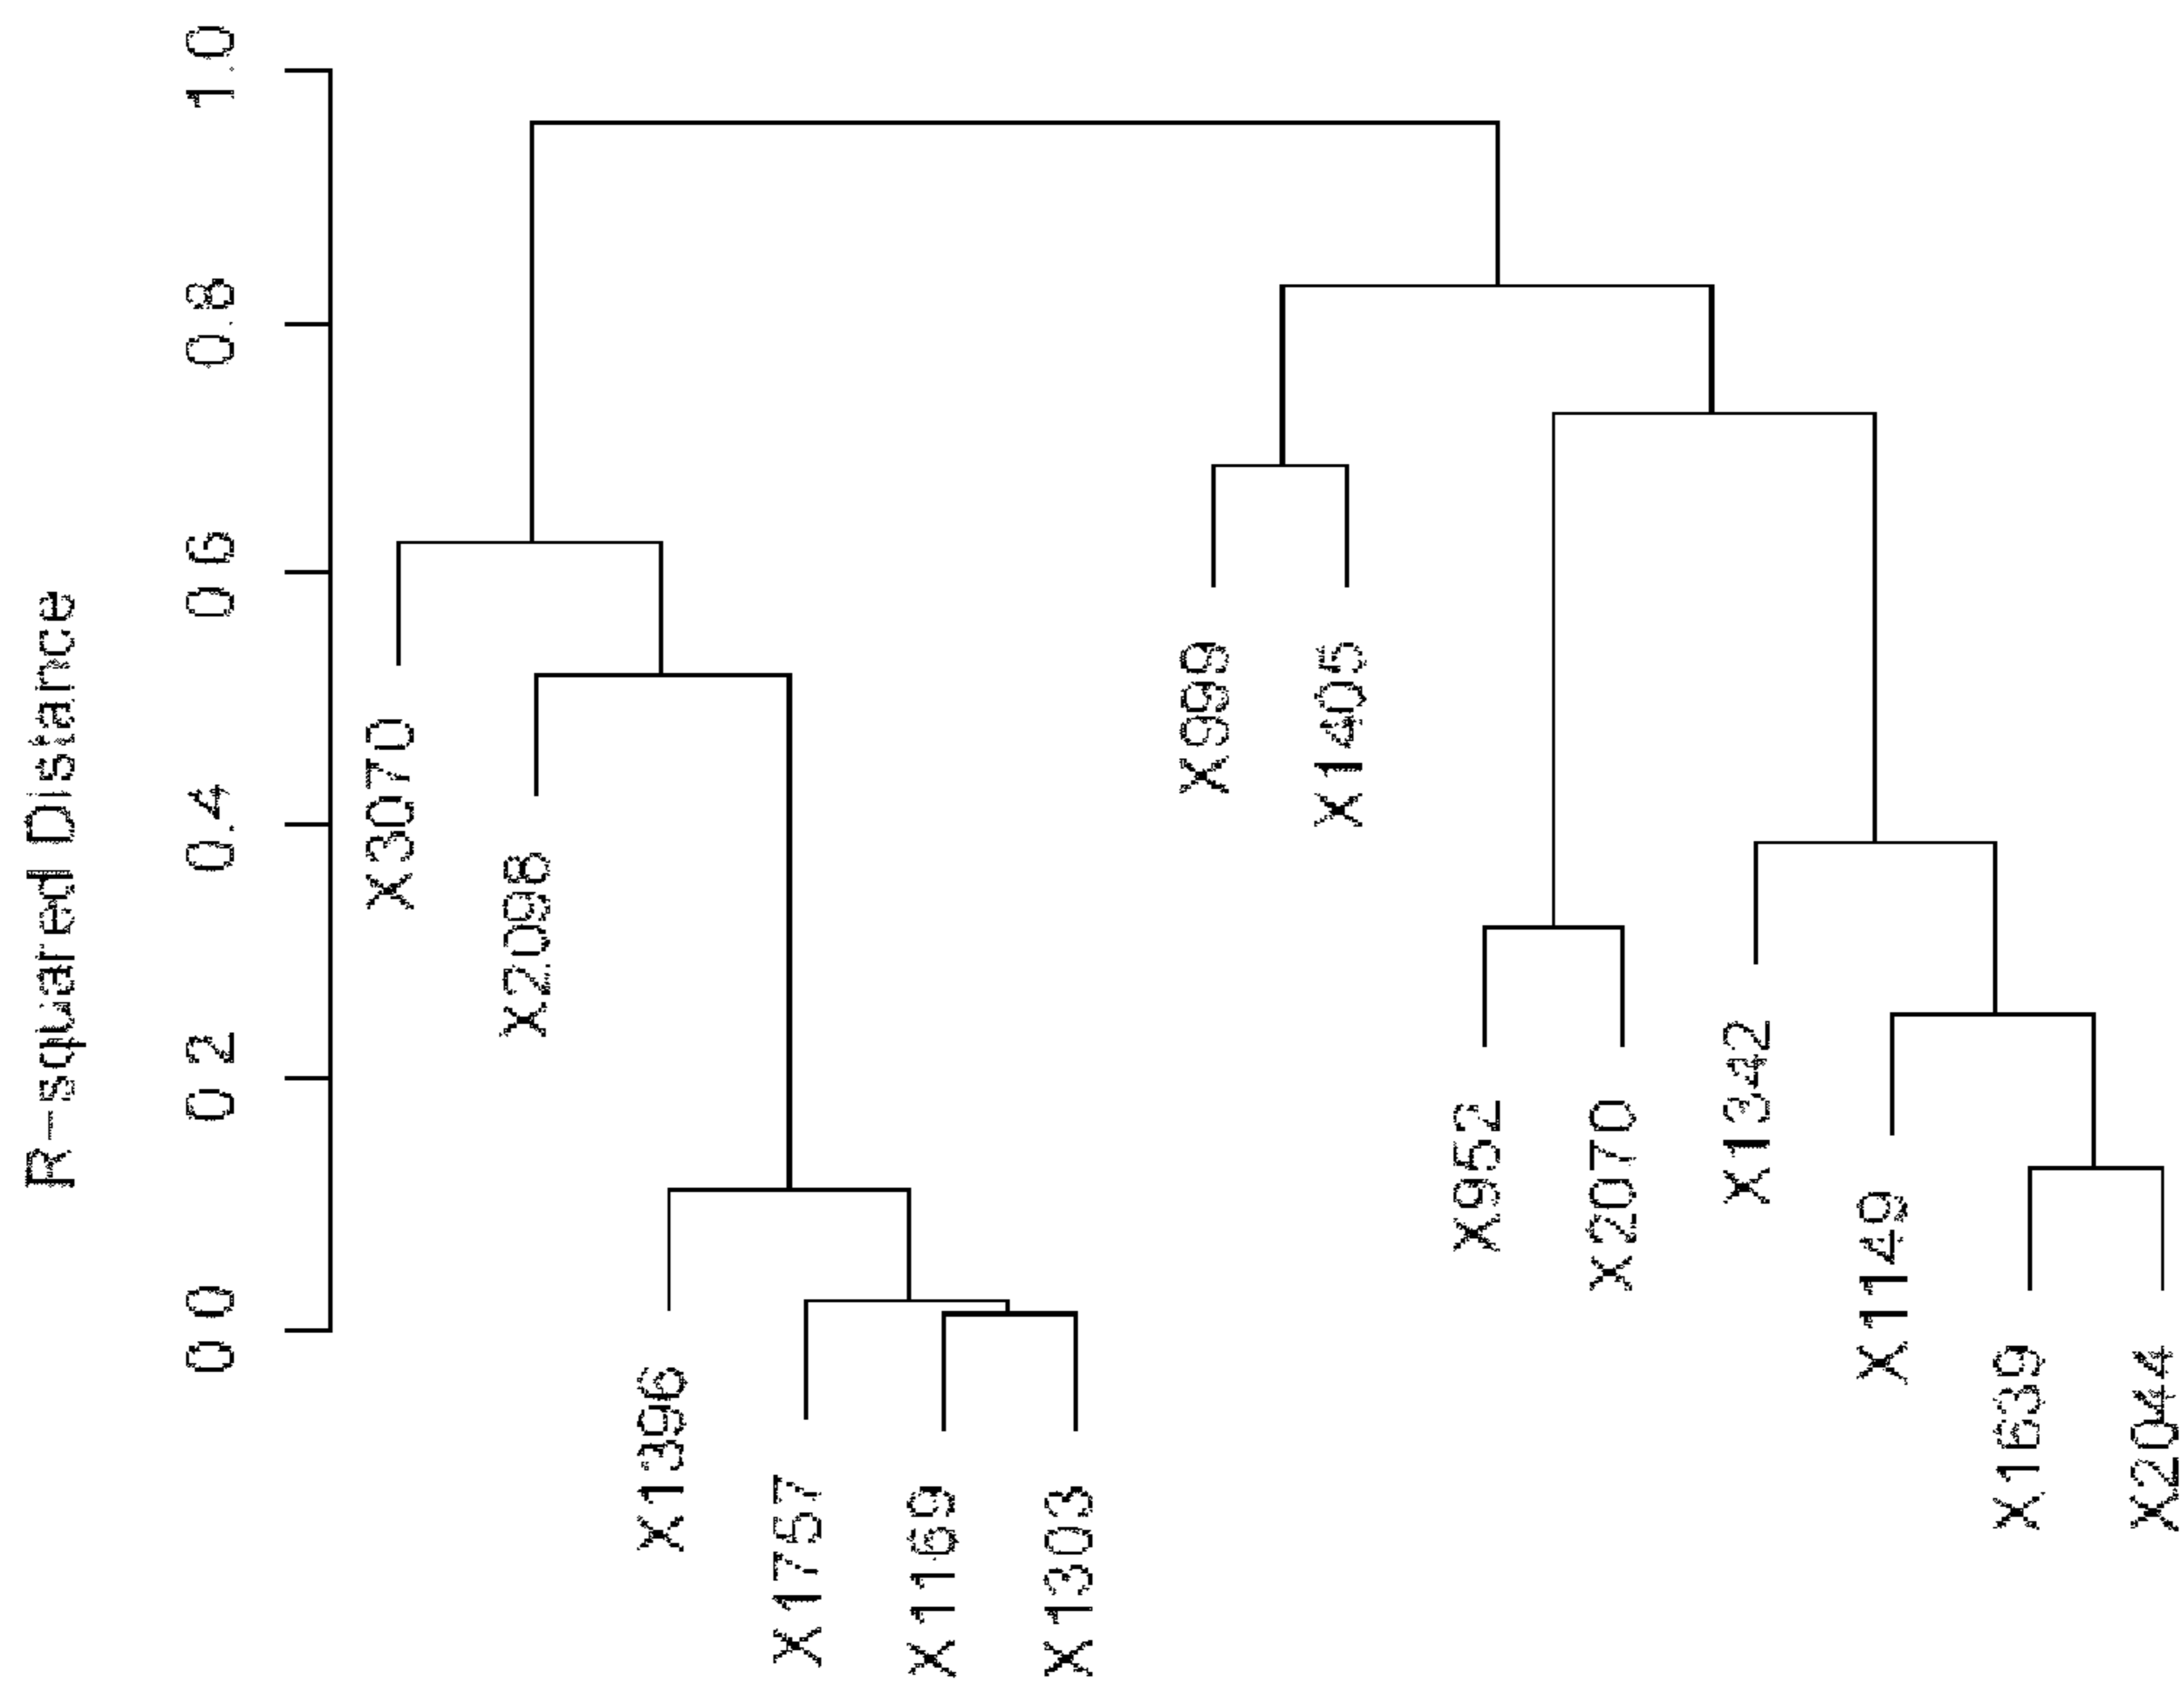 R-squared Distance
1.0
0.8
0.6
0.4
0.2
0.0
X3070
X2098
X1396
X1757
X1169
X1303
X999
X1405
X952
X2070
X1342
X1149
X1639
X2044